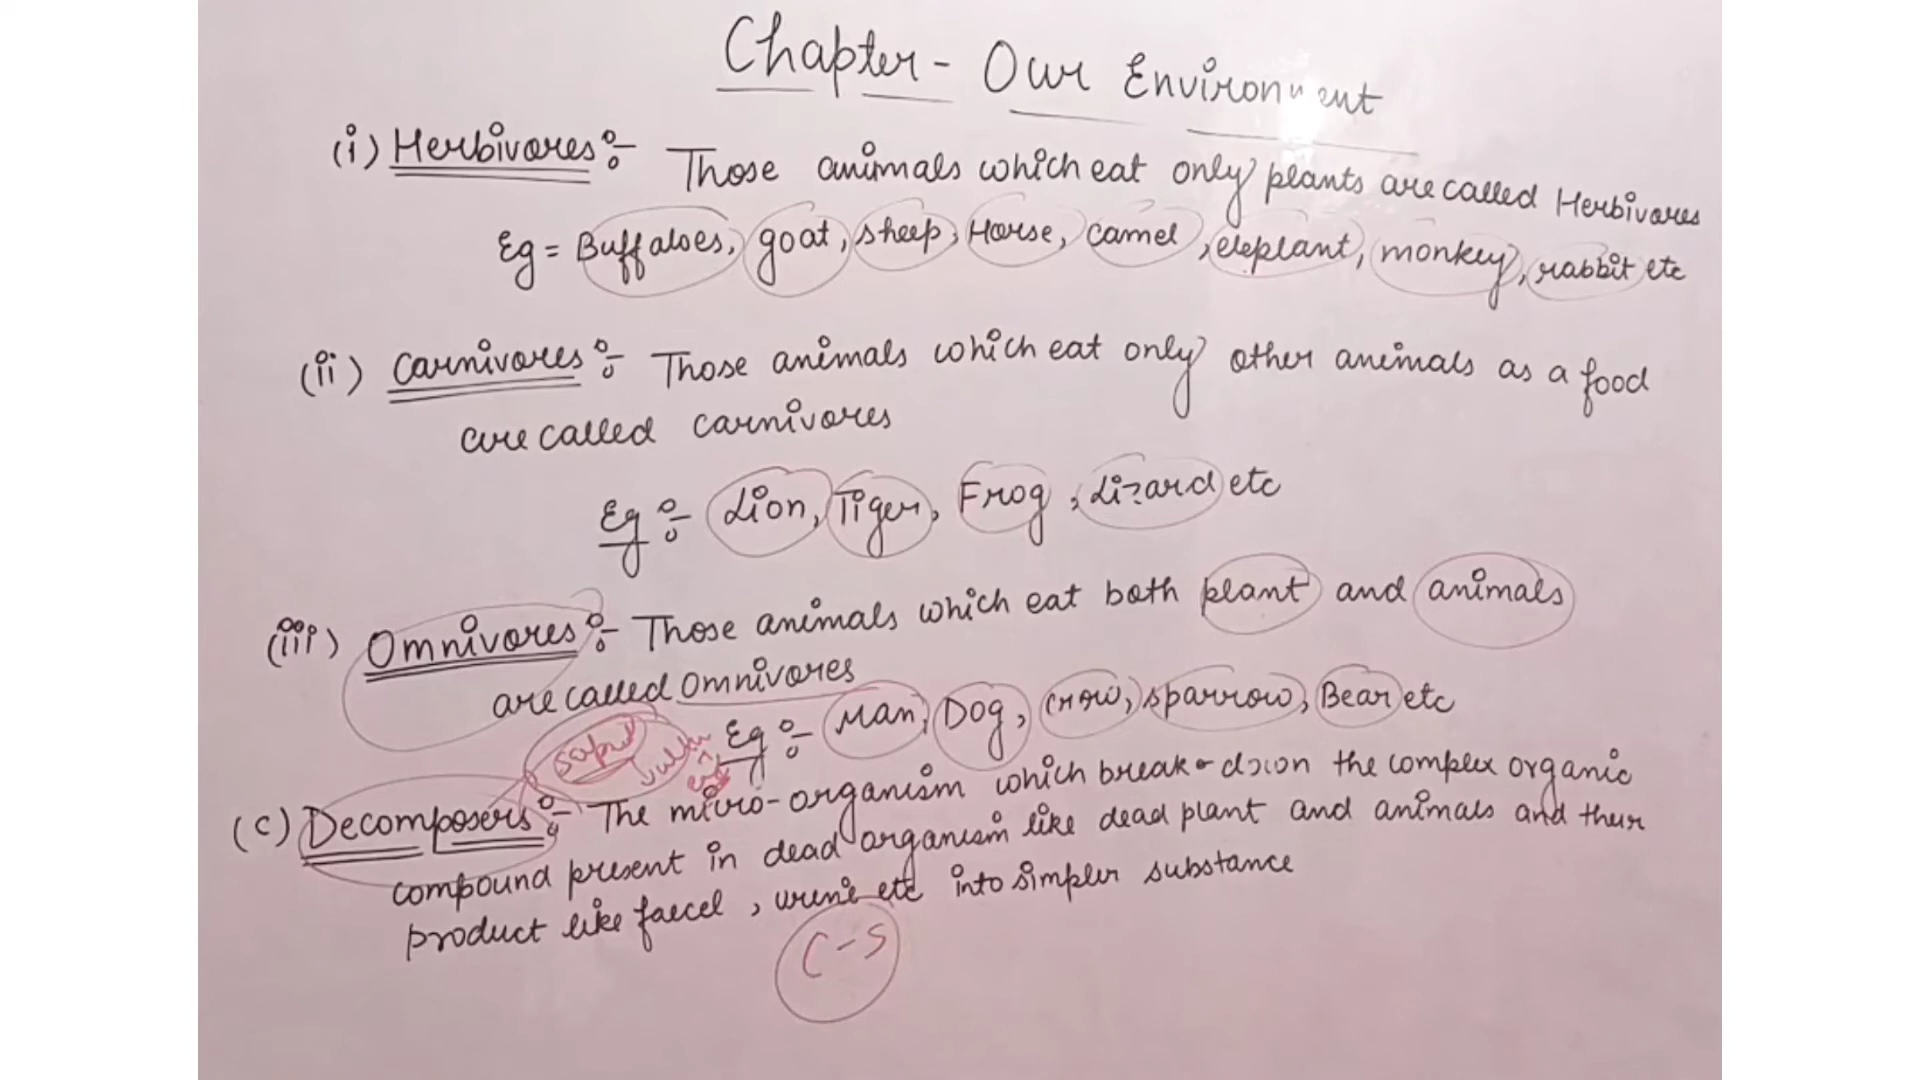 Chapter - Our Environment
(i) Herbivores :- Those animals which eat only plants are called Herbivores
Eg = Buffaloes, goat, sheep, Horse, camel, eleplant, monkey, rabbit etc
(ii) Carnivores :- Those animals which eat only other animals as a food
are called carnivores
Eg :- Lion, Tiger, Frog, Lizard etc
(iii) Omnivores :- Those animals which eat both plant and animals
are called omnivores
Eg :- Man, Dog, crow, sparrow, Bear etc
(C) Decomposers :- The micro-organism which break-down the complex organic
compound present in dead organism like dead plant and animals and their
product like faecel, urene etc into simpler substance
C-S